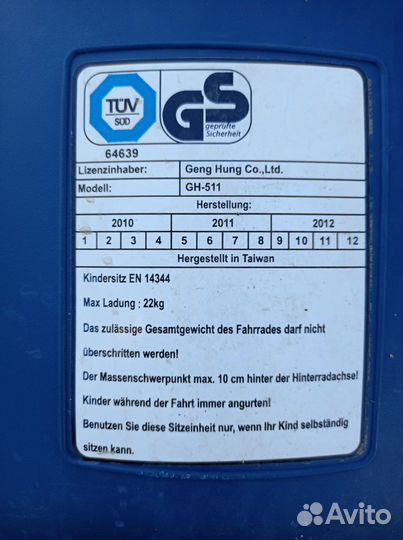 TÜV
SÜD
GS
geprüfte
Sicherheit
64639
Lizenzinhaber: Geng Hung Co.,Ltd.
Modell: GH-511
Herstellung:
2010 2011 2012
1 2 3 4 5 6 7 8 9 10 11 12
Hergestellt in Taiwan
Kindersitz EN 14344
Max Ladung : 22kg
Das zulässige Gesamtgewicht des Fahrrades darf nicht
überschritten werden!
Der Massenschwerpunkt max. 10 cm hinter der Hinterradachse!
Kinder während der Fahrt immer angurten!
Benutzen Sie diese Sitzeinheit nur, wenn Ihr Kind selbständig
sitzen kann.
Avito